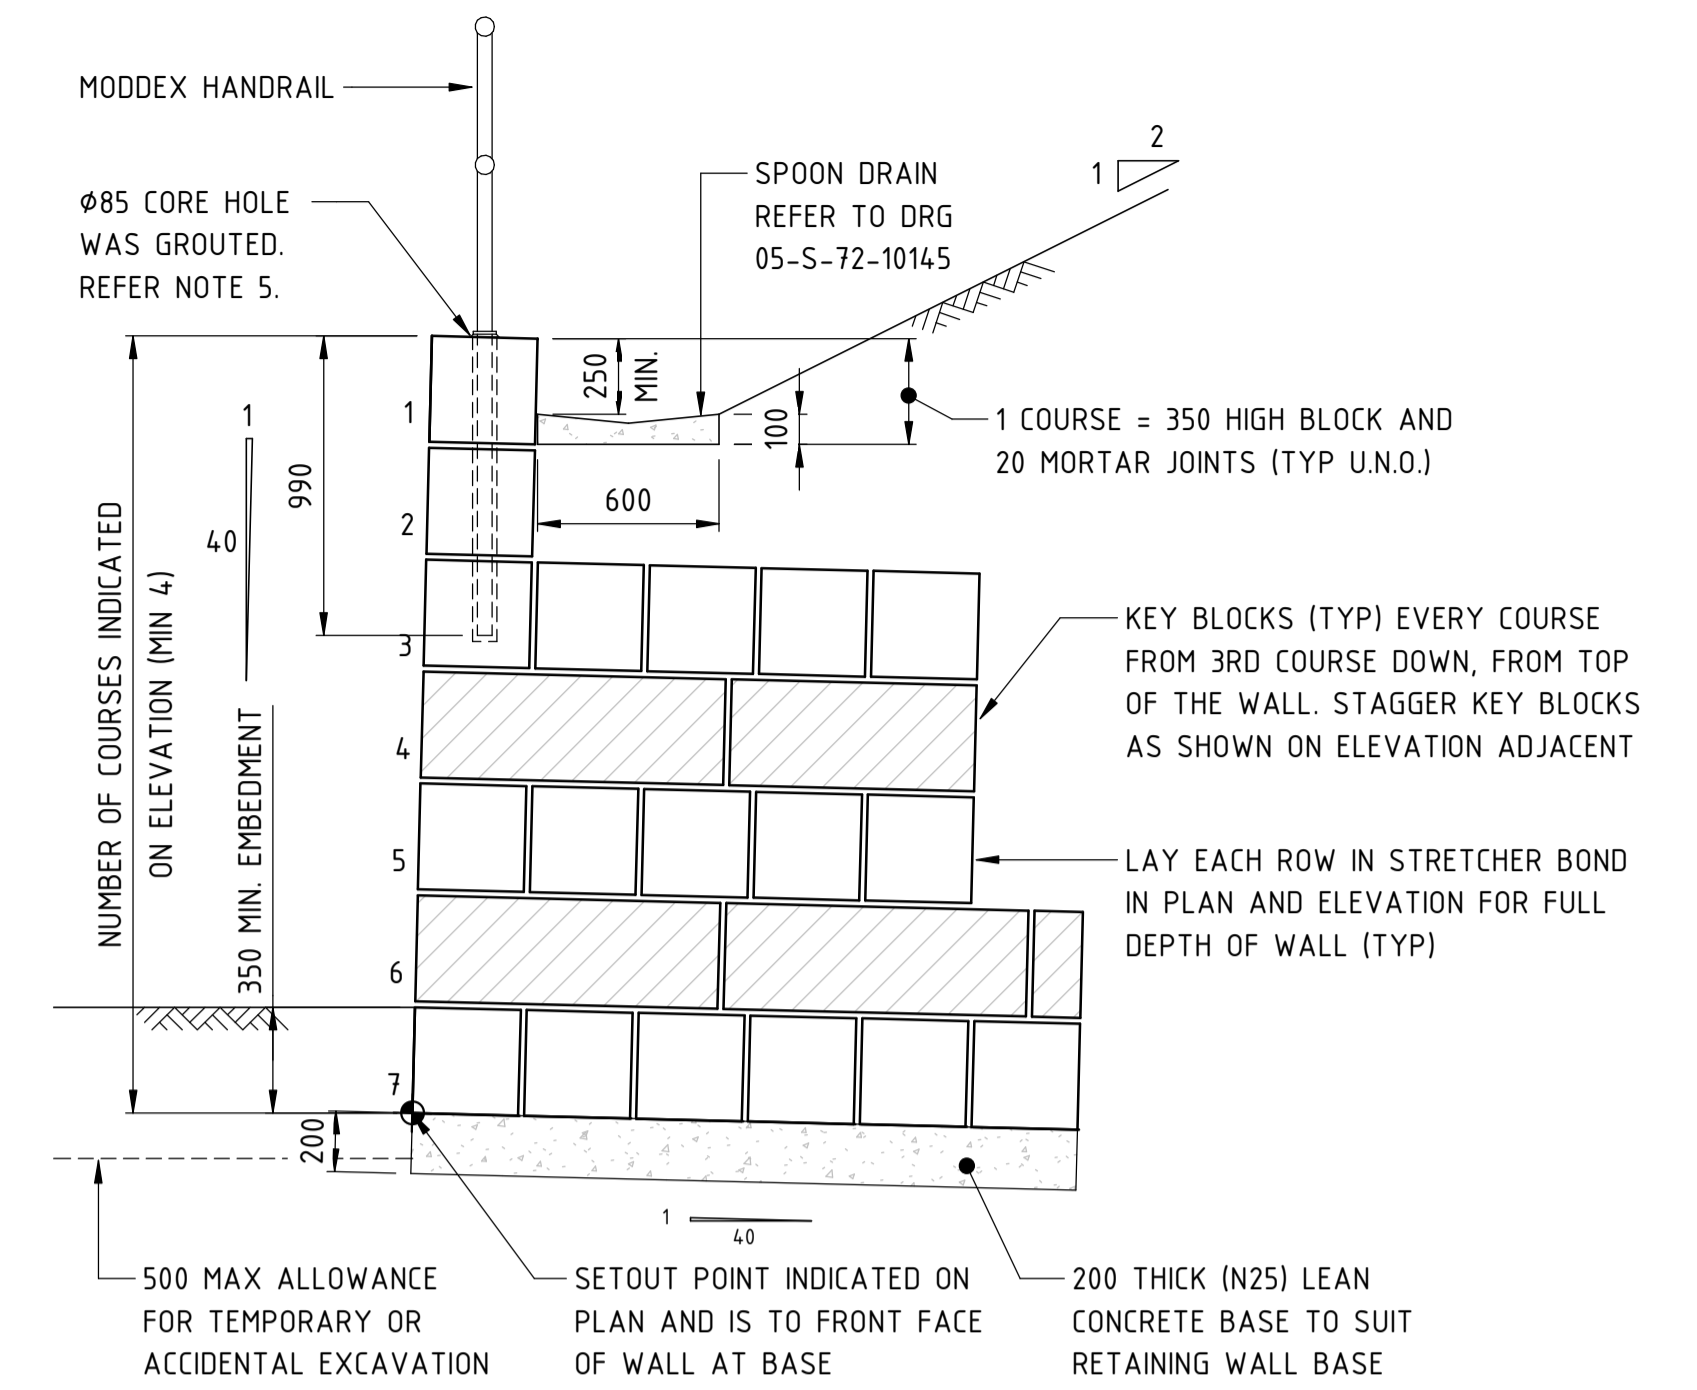 MODDEX HANDRAIL
Ø85 CORE HOLE
WAS GROUTED.
REFER NOTE 5.
SPOON DRAIN
REFER TO DRG
05-S-72-10145
2
1
250
MIN.
100
600
990
1
40
1
2
3
4
5
6
7
1 COURSE = 350 HIGH BLOCK AND
20 MORTAR JOINTS (TYP U.N.O.)
NUMBER OF COURSES INDICATED
ON ELEVATION (MIN 4)
350 MIN. EMBEDMENT
KEY BLOCKS (TYP) EVERY COURSE
FROM 3RD COURSE DOWN, FROM TOP
OF THE WALL. STAGGER KEY BLOCKS
AS SHOWN ON ELEVATION ADJACENT
LAY EACH ROW IN STRETCHER BOND
IN PLAN AND ELEVATION FOR FULL
DEPTH OF WALL (TYP)
200
1
40
500 MAX ALLOWANCE
FOR TEMPORARY OR
ACCIDENTAL EXCAVATION
SETOUT POINT INDICATED ON
PLAN AND IS TO FRONT FACE
OF WALL AT BASE
200 THICK (N25) LEAN
CONCRETE BASE TO SUIT
RETAINING WALL BASE